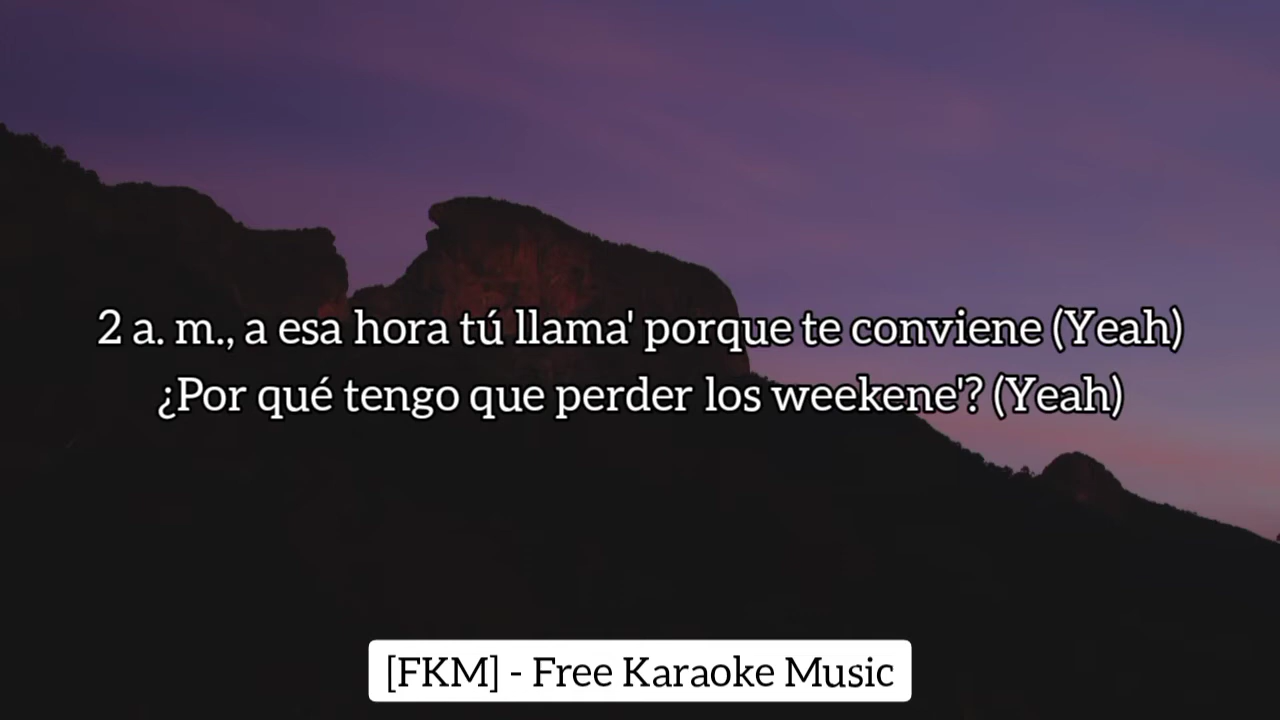 2 a. m., a esa hora tú llama' porque te conviene (Yeah)
¿Por qué tengo que perder los weekene'? (Yeah)
[FKM] - Free Karaoke Music